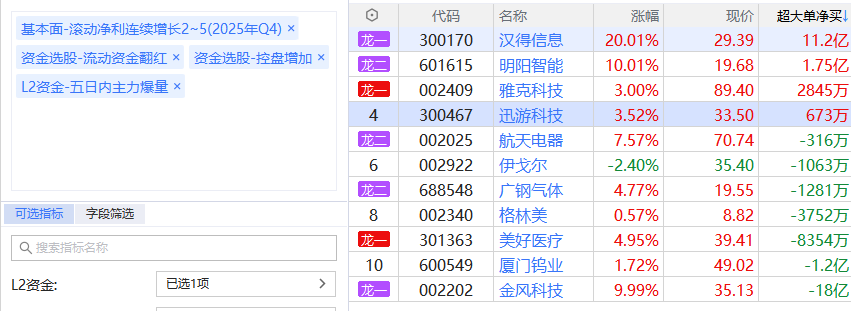 基本面-滚动净利连续增长2~5(2025年Q4) ×
资金选股-流动资金翻红 × 资金选股-控盘增加 ×
L2资金-五日内主力爆量 ×
可选指标 字段筛选
搜索指标名称
L2资金: 已选1项
代码 名称 涨幅 现价 超大单净买↓
龙一 300170 汉得信息 20.01% 29.39 11.2亿
龙二 601615 明阳智能 10.01% 19.68 1.75亿
龙一 002409 雅克科技 3.00% 89.40 2845万
4 300467 迅游科技 3.52% 33.50 673万
龙二 002025 航天电器 7.57% 70.74 -316万
6 002922 伊戈尔 -2.40% 35.40 -1063万
龙二 688548 广钢气体 4.77% 19.55 -1281万
8 002340 格林美 0.57% 8.82 -3752万
龙一 301363 美好医疗 4.95% 39.41 -8354万
10 600549 厦门钨业 1.72% 49.02 -1.2亿
龙一 002202 金风科技 9.99% 35.13 -18亿